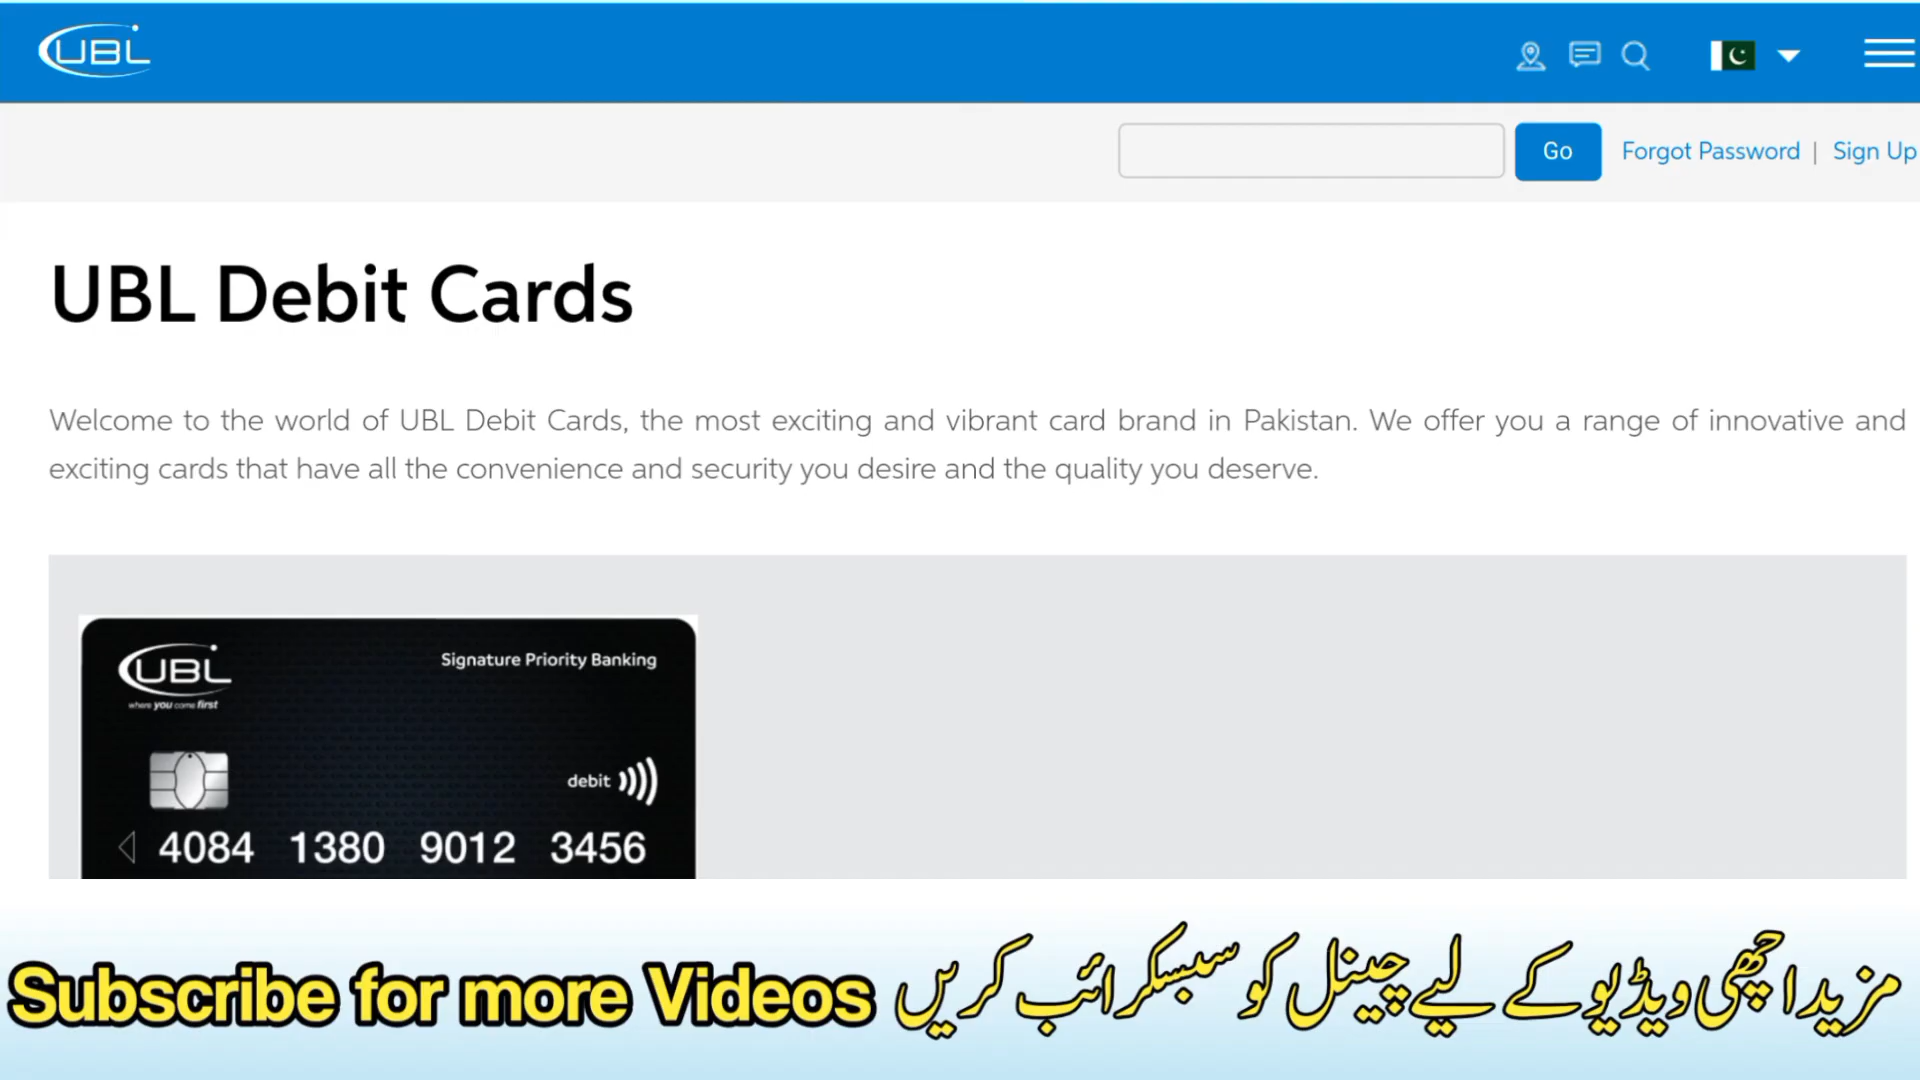 UBL
Go Forgot Password | Sign Up
UBL Debit Cards
Welcome to the world of UBL Debit Cards, the most exciting and vibrant card brand in Pakistan. We offer you a range of innovative and
exciting cards that have all the convenience and security you desire and the quality you deserve.
UBL Signature Priority Banking
where you come first
debit
4084 1380 9012 3456
Subscribe for more Videos مزید اچھی ویڈیو کے لیے چینل کو سبسکرائب کریں